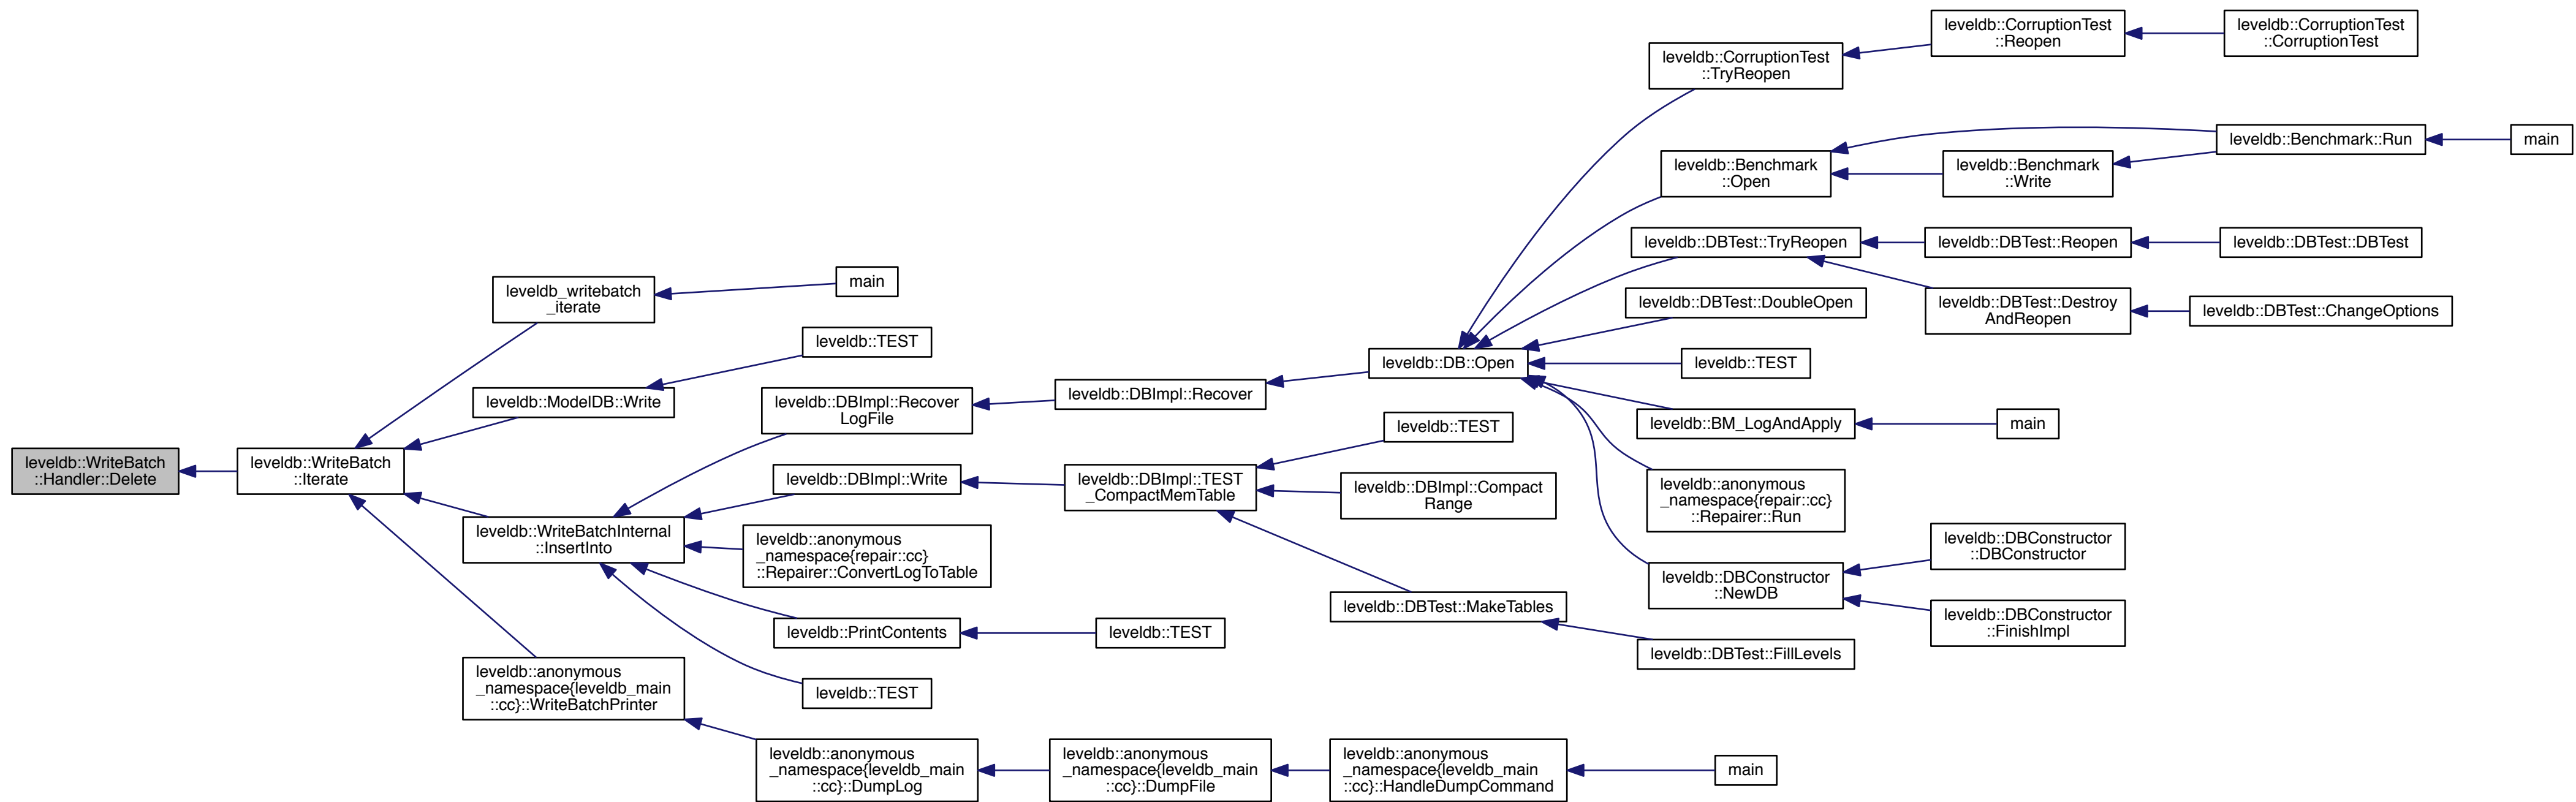 leveldb::WriteBatch
::Handler::Delete
leveldb::WriteBatch
::Iterate
leveldb_writebatch
_iterate
main
leveldb::ModelDB::Write
leveldb::TEST
leveldb::WriteBatchInternal
::InsertInto
leveldb::anonymous
_namespace{leveldb_main
::cc}::WriteBatchPrinter
leveldb::DBImpl::Recover
LogFile
leveldb::DBImpl::Write
leveldb::anonymous
_namespace{repair::cc}
::Repairer::ConvertLogToTable
leveldb::PrintContents
leveldb::TEST
leveldb::TEST
leveldb::anonymous
_namespace{leveldb_main
::cc}::DumpLog
leveldb::anonymous
_namespace{leveldb_main
::cc}::DumpFile
leveldb::anonymous
_namespace{leveldb_main
::cc}::HandleDumpCommand
main
leveldb::DBImpl::Recover
leveldb::DBImpl::TEST
_CompactMemTable
leveldb::TEST
leveldb::DBImpl::Compact
Range
leveldb::DBTest::MakeTables
leveldb::DBTest::FillLevels
leveldb::DB::Open
leveldb::CorruptionTest
::TryReopen
leveldb::CorruptionTest
::Reopen
leveldb::CorruptionTest
::CorruptionTest
leveldb::Benchmark
::Open
leveldb::Benchmark
::Write
leveldb::Benchmark::Run
main
leveldb::DBTest::TryReopen
leveldb::DBTest::Reopen
leveldb::DBTest::DBTest
leveldb::DBTest::Destroy
AndReopen
leveldb::DBTest::ChangeOptions
leveldb::DBTest::DoubleOpen
leveldb::TEST
leveldb::BM_LogAndApply
main
leveldb::anonymous
_namespace{repair::cc}
::Repairer::Run
leveldb::DBConstructor
::NewDB
leveldb::DBConstructor
::DBConstructor
leveldb::DBConstructor
::FinishImpl